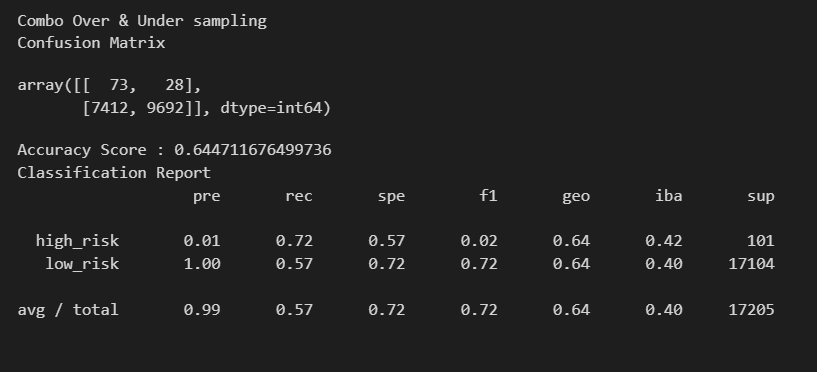 Combo Over & Under sampling
Confusion Matrix
array([[  73,   28],
       [7412, 9692]], dtype=int64)
Accuracy Score : 0.644711676499736
Classification Report
pre rec spe f1 geo iba sup
high_risk 0.01 0.72 0.57 0.02 0.64 0.42 101
low_risk 1.00 0.57 0.72 0.72 0.64 0.40 17104
avg / total 0.99 0.57 0.72 0.72 0.64 0.40 17205